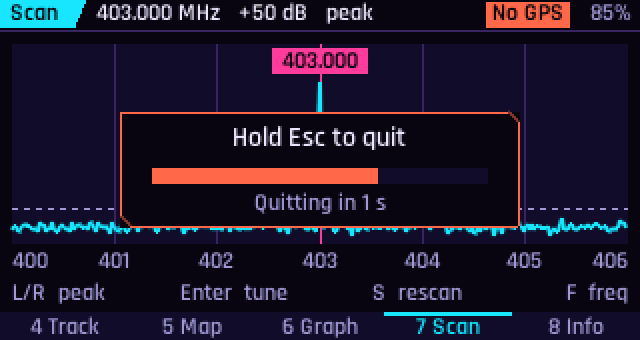 Scan 403.000 MHz +50 dB peak No GPS 85%
403.000
Hold Esc to quit
Quitting in 1 s
400 401 402 403 404 405 406
L/R peak Enter tune S rescan F freq
4 Track 5 Map 6 Graph 7 Scan 8 Info